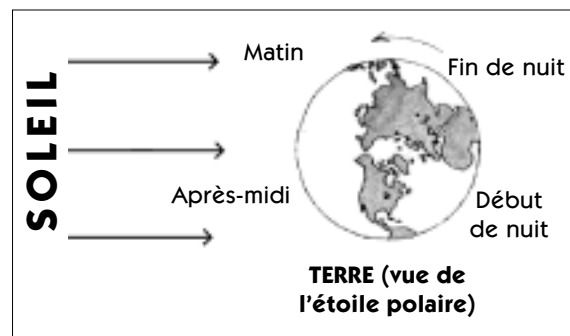 SOLEIL
Matin
Fin de nuit
Après-midi
Début
de nuit
TERRE (vue de
l'étoile polaire)